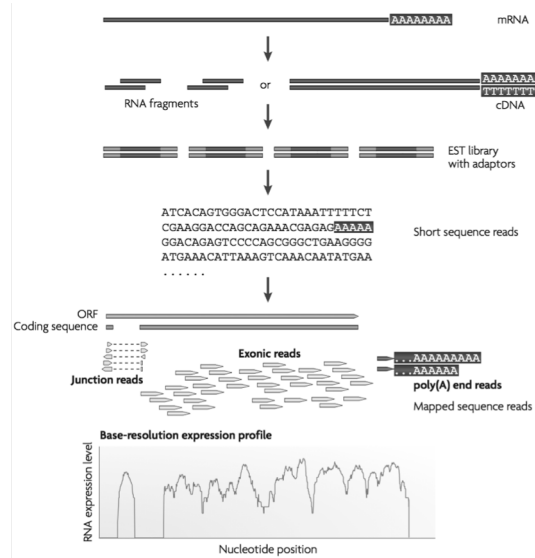 AAAAAAAA mRNA
RNA fragments
or
AAAAAAAA
TTTTTTTT
cDNA
EST library
with adaptors
ATCACAGTGGGACTCCATAAATTTTTCT
CGAAGGACCAGCAGAAACGAGAGAAAAA
GGACAGAGTCCCCAGCGGGCTGAAGGGG
ATGAAACATTAAAGTCAAACAATATGAA
......
Short sequence reads
ORF
Coding sequence
Junction reads
Exonic reads
...AAAAAAAAA
...AAAAAA
poly(A) end reads
Mapped sequence reads
Base-resolution expression profile
RNA expression level
Nucleotide position